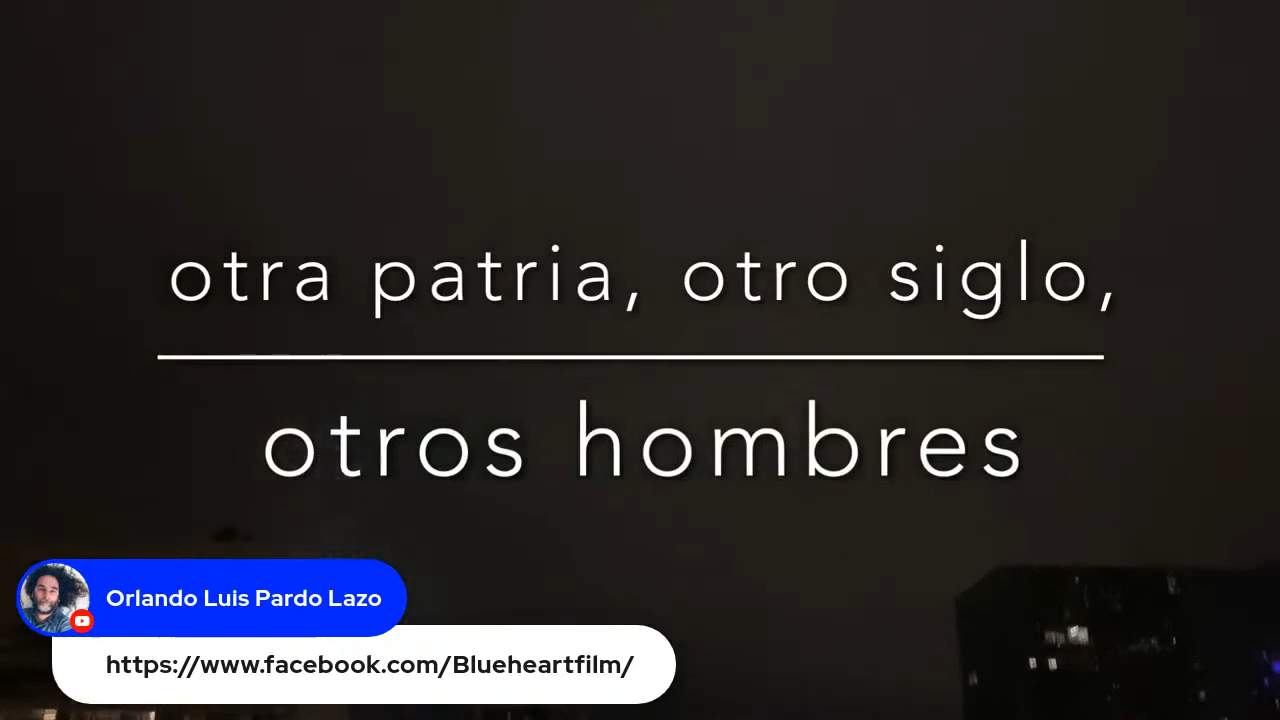 otra patria, otro siglo,
otros hombres
Orlando Luis Pardo Lazo
https://www.facebook.com/Blueheartfilm/